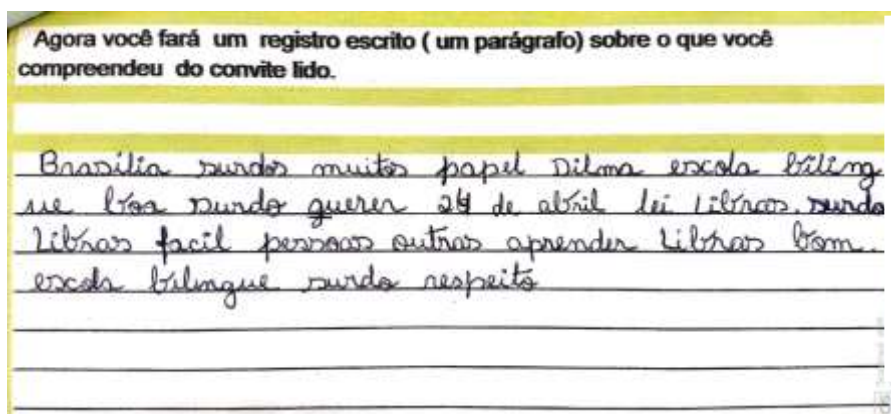 Agora você fará um registro escrito ( um parágrafo) sobre o que você
compreendeu do convite lido.
Brasília surdos muitos papel Dilma escola biling
ue boa surdo querer 24 de abril lei Libras. surdo
Libras facil pessoas outras aprender Libras bom.
escola bilingue surdo respeito